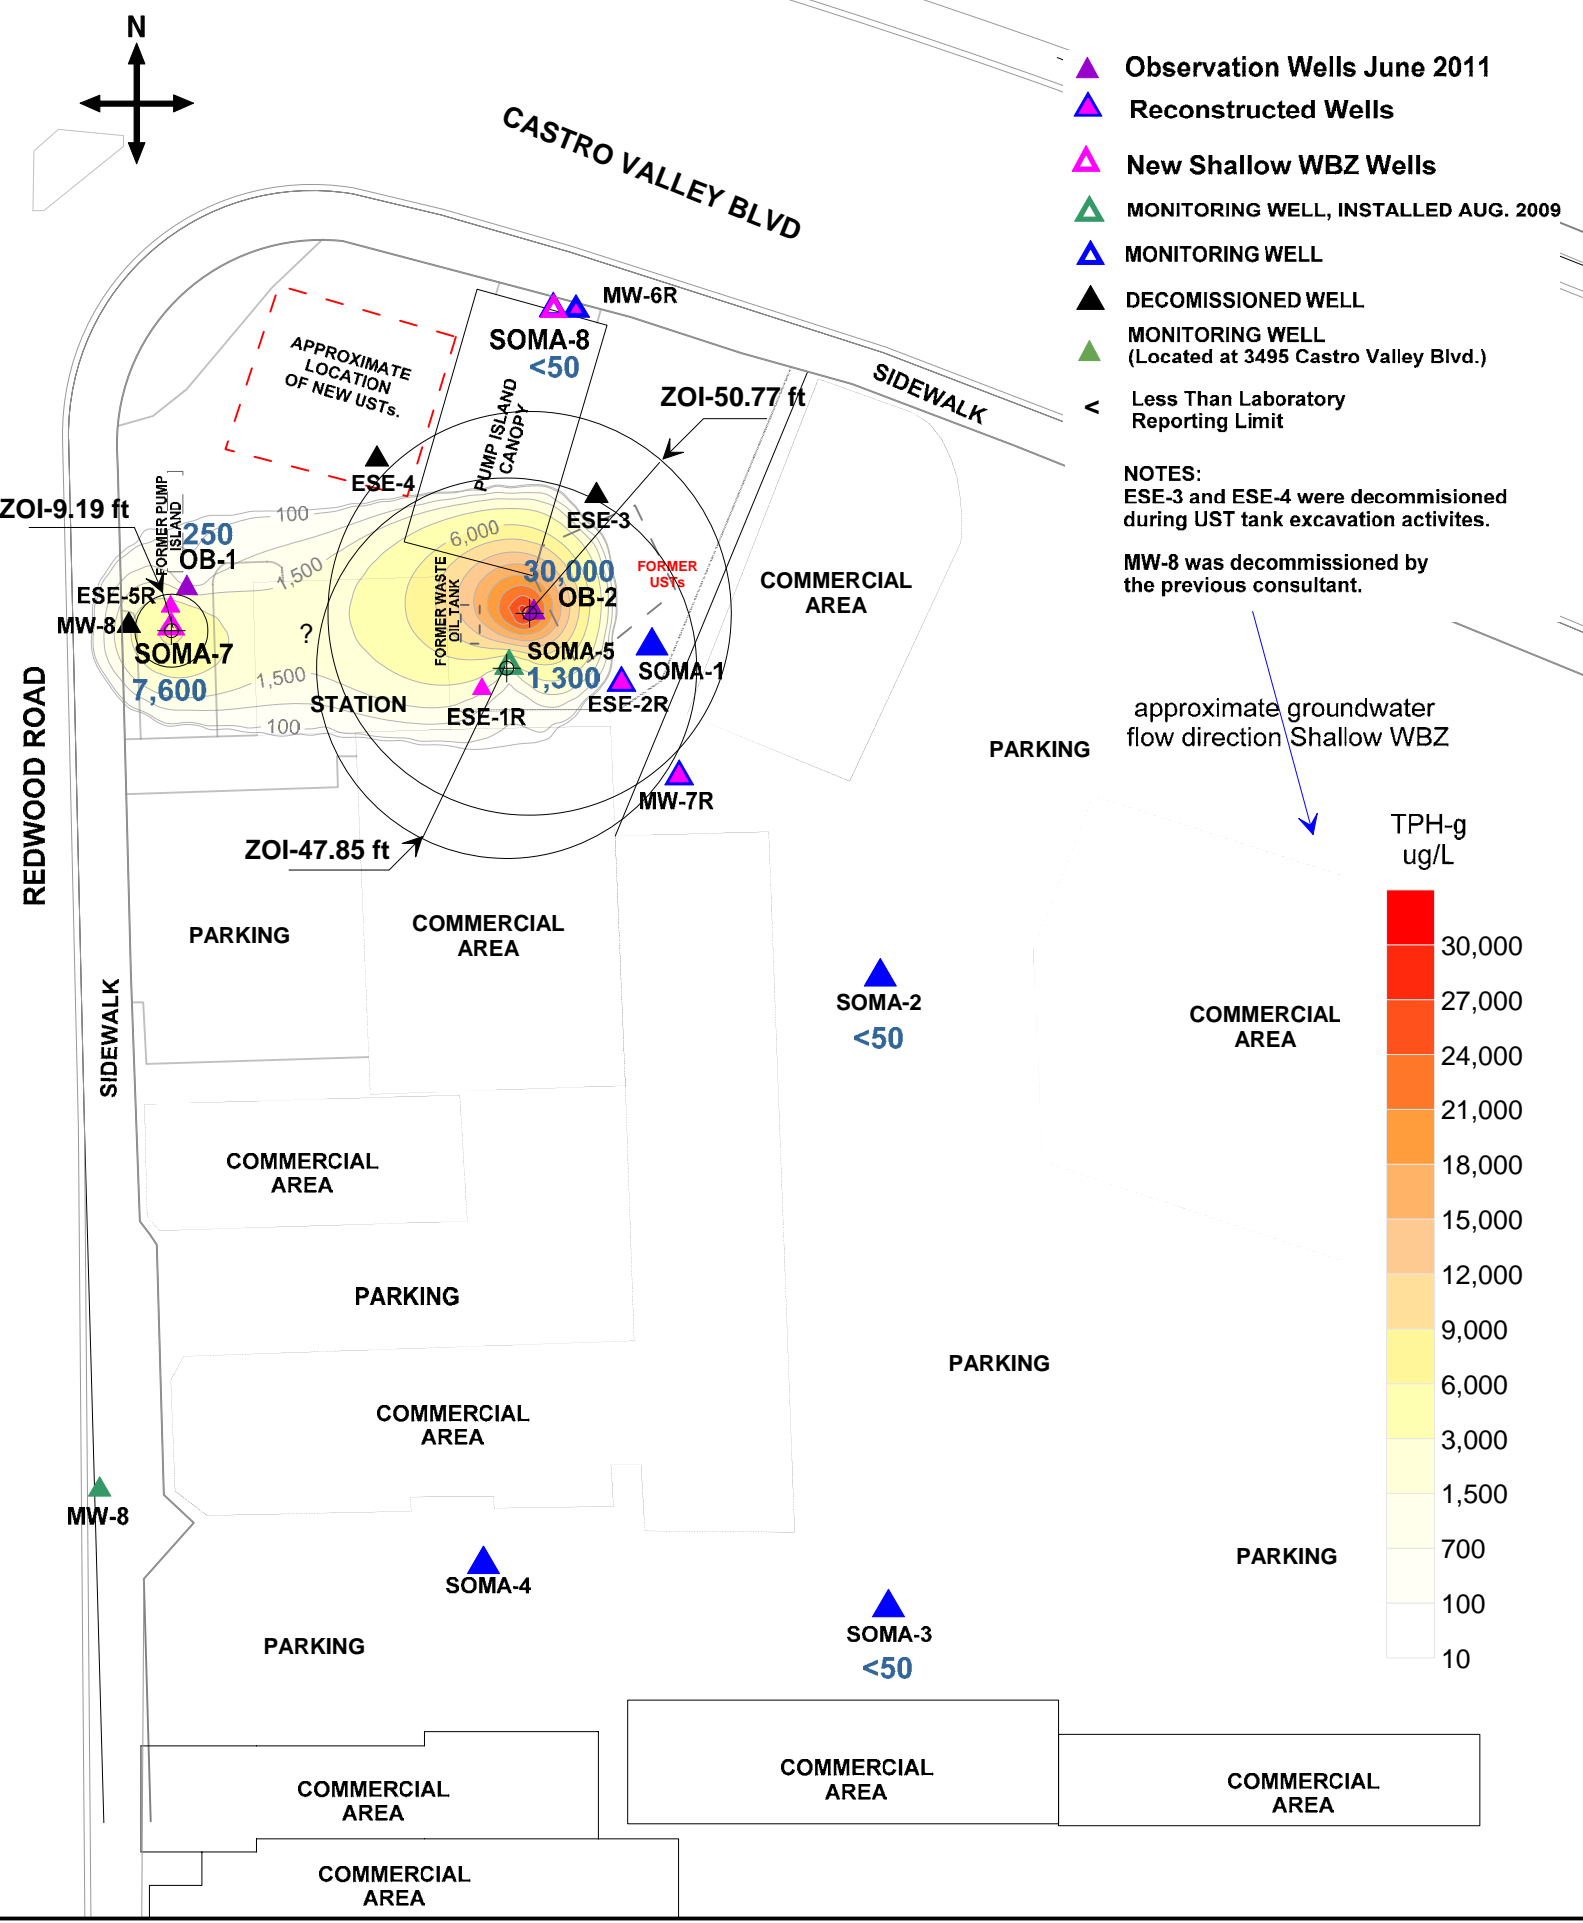 N
CASTRO VALLEY BLVD
Observation Wells June 2011
Reconstructed Wells
New Shallow WBZ Wells
MONITORING WELL, INSTALLED AUG. 2009
MONITORING WELL
DECOMISSIONED WELL
MONITORING WELL
(Located at 3495 Castro Valley Blvd.)
<
Less Than Laboratory
Reporting Limit
NOTES:
ESE-3 and ESE-4 were decommisioned
during UST tank excavation activites.
MW-8 was decommissioned by
the previous consultant.
approximate groundwater
flow direction Shallow WBZ
MW-6R
SOMA-8
<50
APPROXIMATE
LOCATION
OF NEW USTs.
PUMP ISLAND
CANOPY
ZOI-50.77 ft
SIDEWALK
ESE-4
ESE-3
ZOI-9.19 ft
FORMER PUMP
ISLAND
100
250
OB-1
6,000
1,500
30,000
OB-2
FORMER
USTs
COMMERCIAL
AREA
FORMER WASTE
OIL TANK
ESE-5R
MW-8
SOMA-7
7,600
?
SOMA-5
1,300
SOMA-1
1,500
STATION
ESE-1R
ESE-2R
100
PARKING
MW-7R
ZOI-47.85 ft
REDWOOD ROAD
TPH-g
ug/L
30,000
27,000
24,000
21,000
18,000
15,000
12,000
9,000
6,000
3,000
1,500
700
100
10
PARKING
COMMERCIAL
AREA
SIDEWALK
SOMA-2
<50
COMMERCIAL
AREA
COMMERCIAL
AREA
PARKING
PARKING
COMMERCIAL
AREA
MW-8
SOMA-4
PARKING
SOMA-3
<50
PARKING
COMMERCIAL
AREA
COMMERCIAL
AREA
COMMERCIAL
AREA
COMMERCIAL
AREA